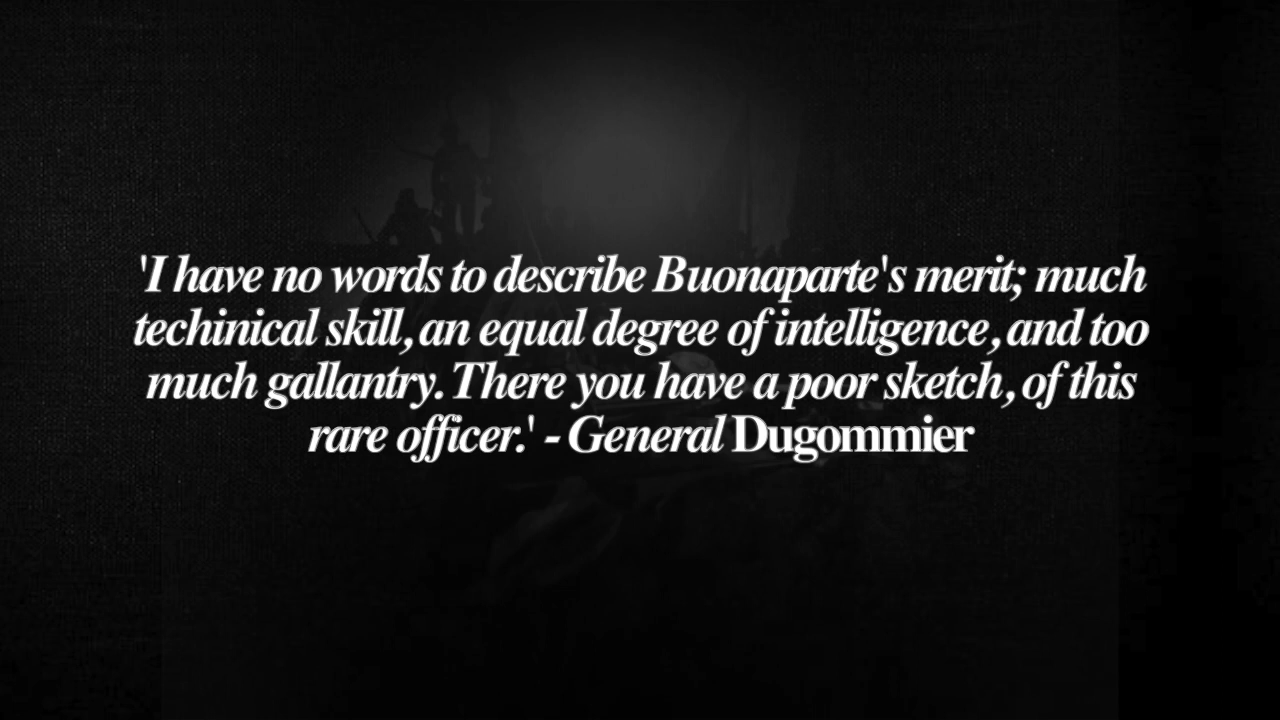 'I have no words to describe Buonaparte's merit; much
techinical skill, an equal degree of intelligence, and too
much gallantry. There you have a poor sketch, of this
rare officer.' - General Dugommier